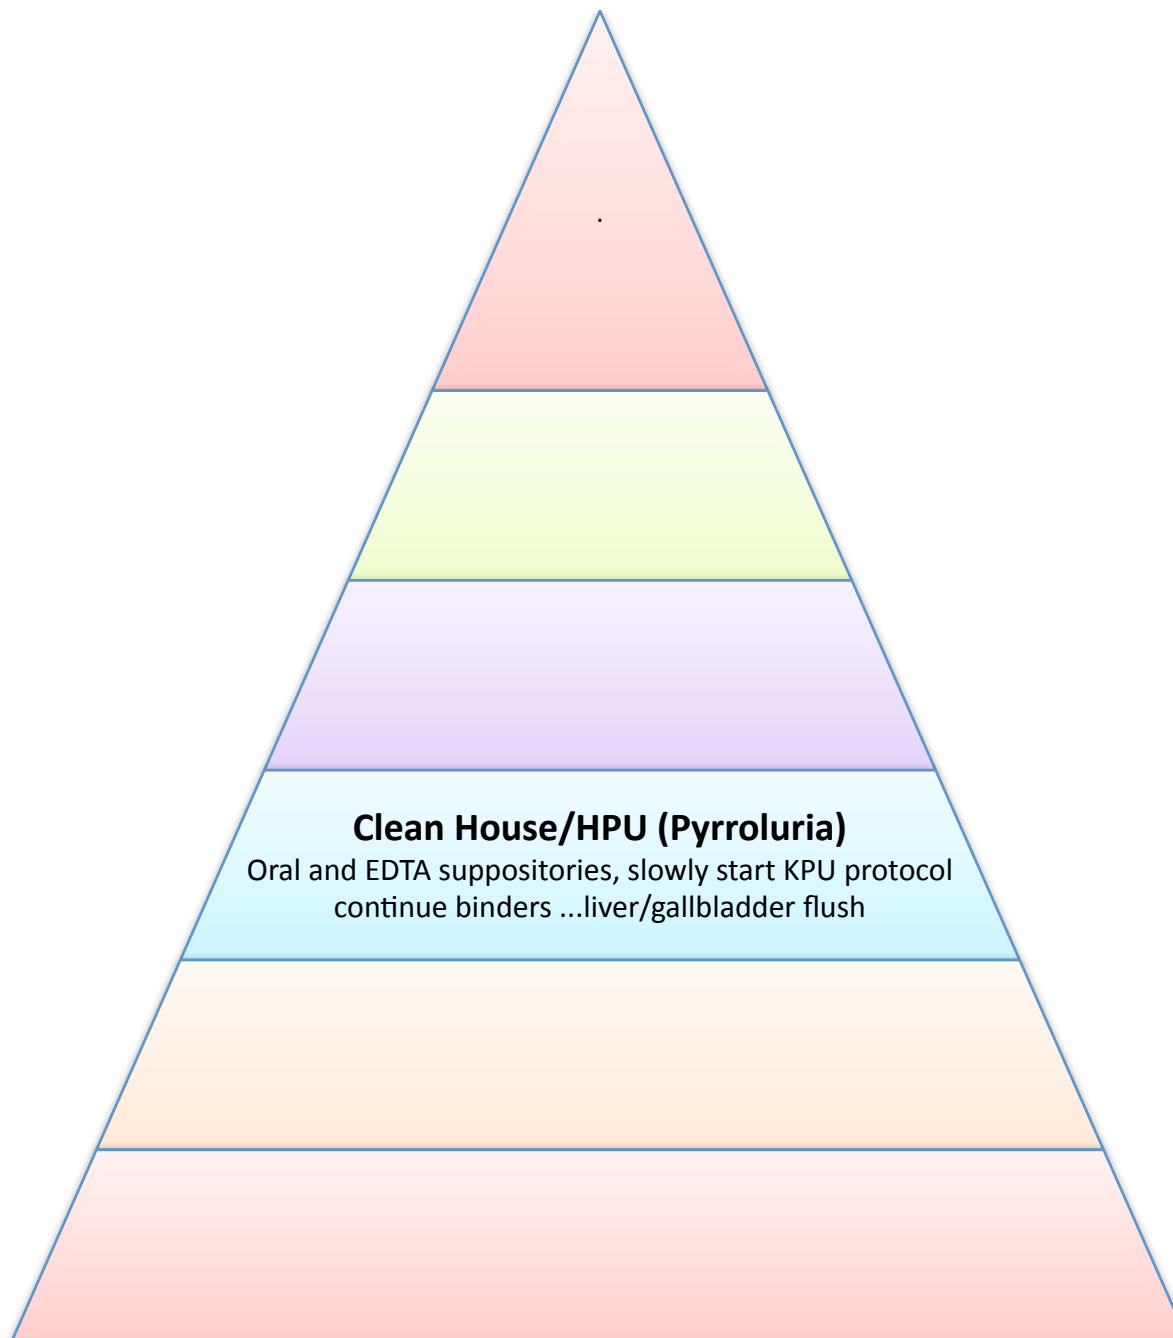 .
Clean House/HPU (Pyrroluria)
Oral and EDTA suppositories, slowly start KPU protocol
continue binders ...liver/gallbladder flush